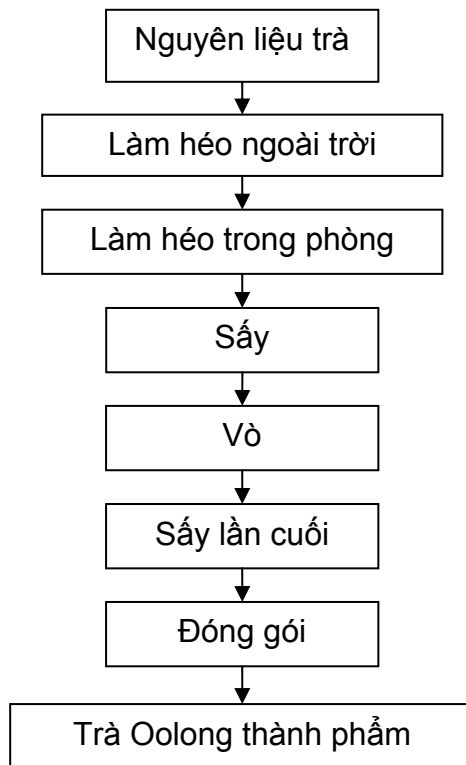 Nguyên liệu trà
Làm héo ngoài trời
Làm héo trong phòng
Sấy
Vò
Sấy lần cuối
Đóng gói
Trà Oolong thành phẩm